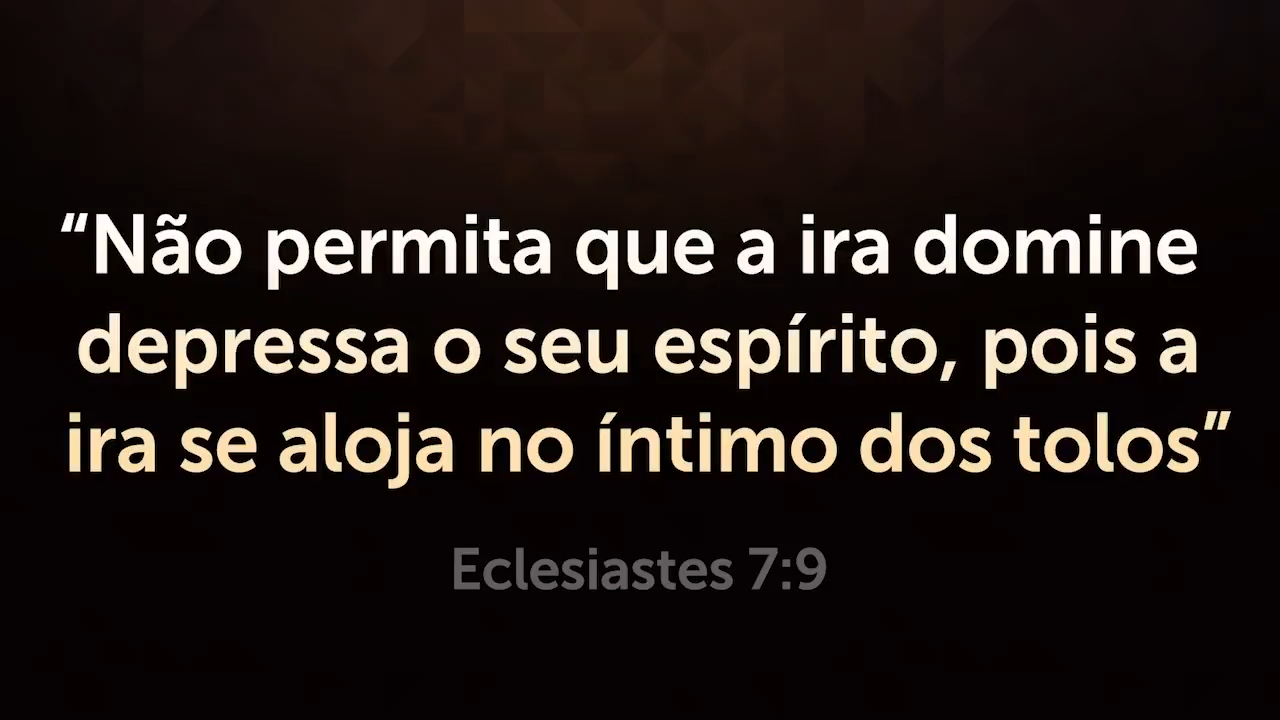 “Não permita que a ira domine
depressa o seu espírito, pois a
ira se aloja no íntimo dos tolos”
Eclesiastes 7:9